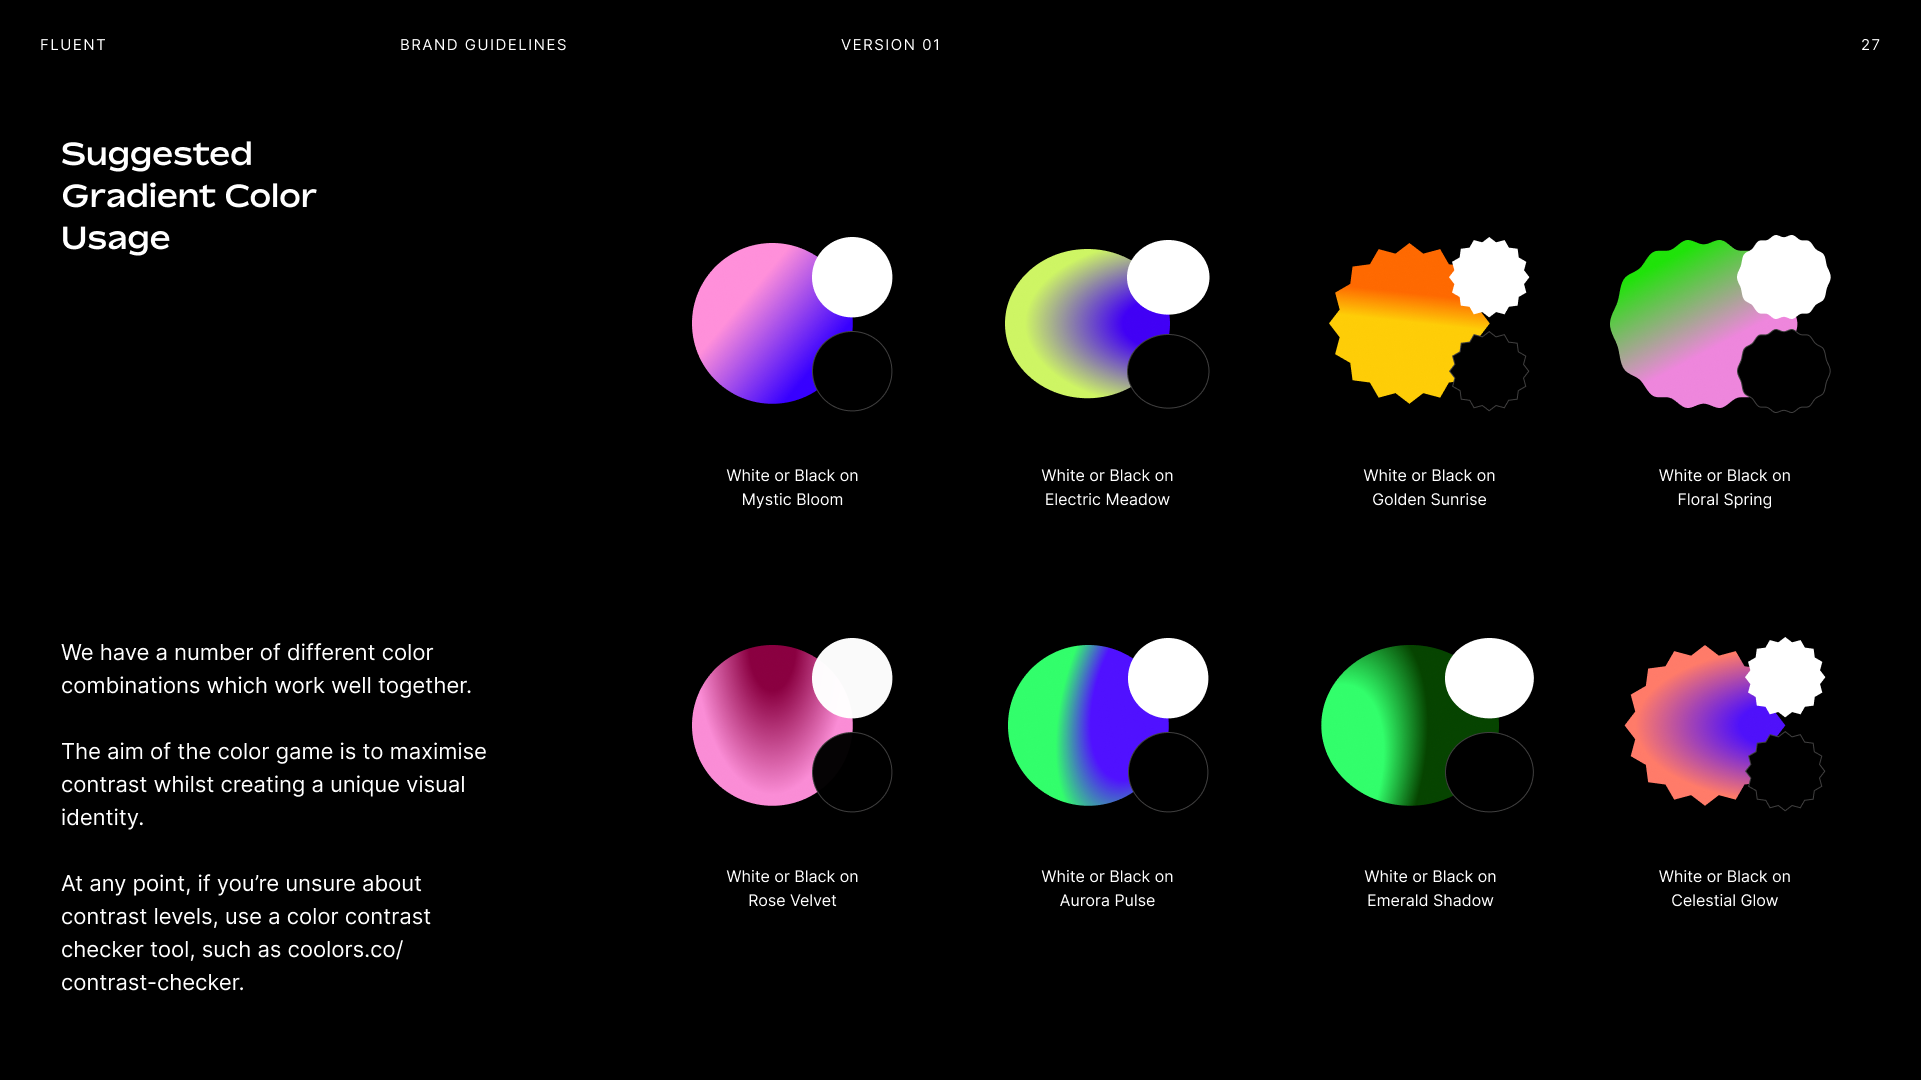 FLUENT
BRAND GUIDELINES
VERSION 01
27
Suggested
Gradient Color
Usage
White or Black on
Mystic Bloom
White or Black on
Electric Meadow
White or Black on
Golden Sunrise
White or Black on
Floral Spring
We have a number of different color
combinations which work well together.
The aim of the color game is to maximise
contrast whilst creating a unique visual
identity.
At any point, if you’re unsure about
contrast levels, use a color contrast
checker tool, such as coolors.co/
contrast-checker.
White or Black on
Rose Velvet
White or Black on
Aurora Pulse
White or Black on
Emerald Shadow
White or Black on
Celestial Glow